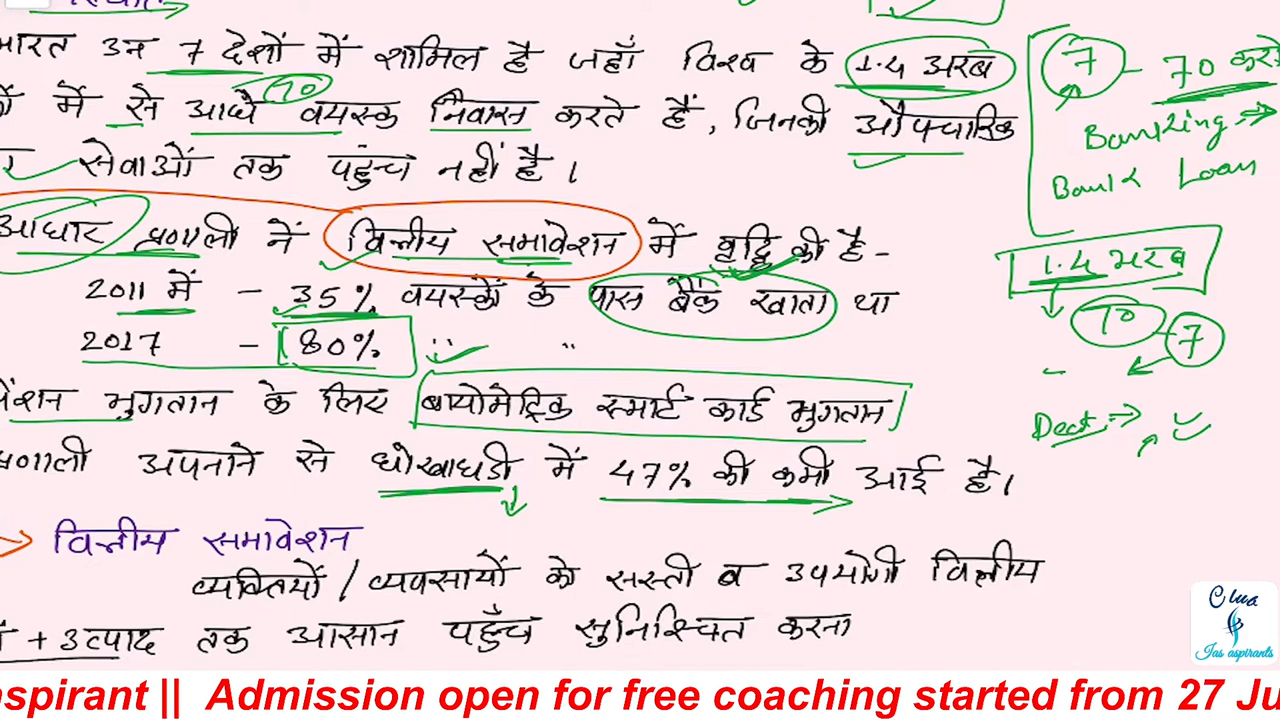 भारत उन 7 देशों में शामिल है जहाँ विश्व के 1.4 अरब
70
में से आधे वयस्क निवास करते हैं, जिनकी औपचारिक
सेवाओं तक पहुंच नहीं है।
आधार प्रणाली ने वित्तीय समावेशन में वृद्धि की है-
2011 में - 35% वयस्कों के पास बैंक खाता था
2017 - 80% " "
पेंशन भुगतान के लिए बायोमेट्रिक स्मार्ट कार्ड भुगतान
प्रणाली अपनाने से धोखाधडी में 47% की कमी आई है।
वित्तीय समावेशन
व्यक्तियों / व्यवसायों को सस्ती व उपयोगी वित्तीय
+ उत्पाद तक आसान पहुँच सुनिश्चित करना
7 - 70 करो
Banking
Bank Loan
1.4 अरब
70 - 7
Clue
Ias aspirants
aspirant || Admission open for free coaching started from 27 Ju